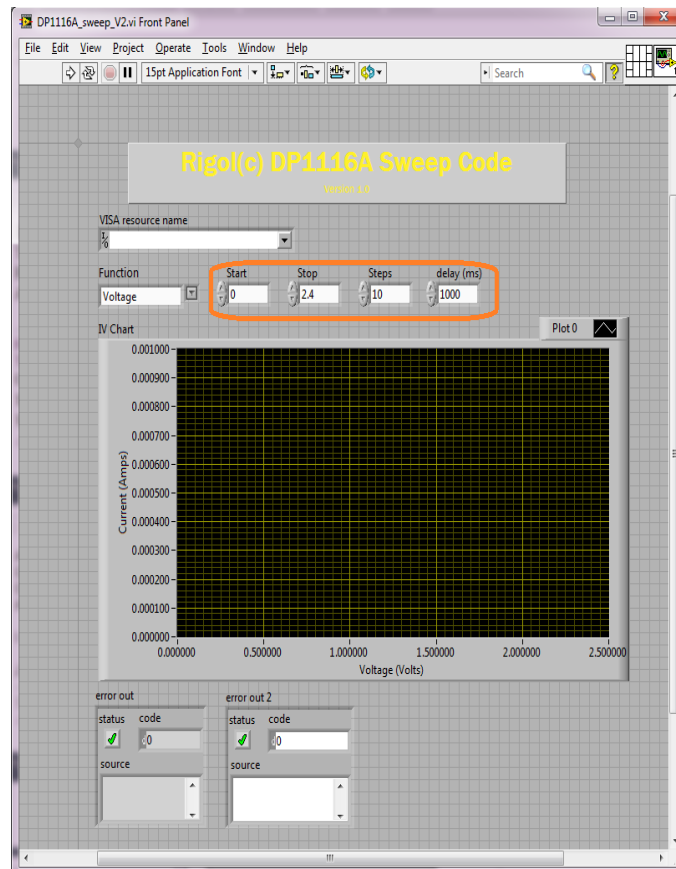 DP1116A_sweep_V2.vi Front Panel
File Edit View Project Operate Tools Window Help
15pt Application Font
Search
Rigol(c) DP1116A Sweep Code
Version 1.0
VISA resource name
Function Start Stop Steps delay (ms)
Voltage 0 2.4 10 1000
IV Chart Plot 0
0.001000
0.000900
0.000800
0.000700
0.000600
0.000500
0.000400
0.000300
0.000200
0.000100
0.000000
Current (Amps)
0.000000 0.500000 1.000000 1.500000 2.000000 2.500000
Voltage (Volts)
error out error out 2
status code status code
0 0
source source